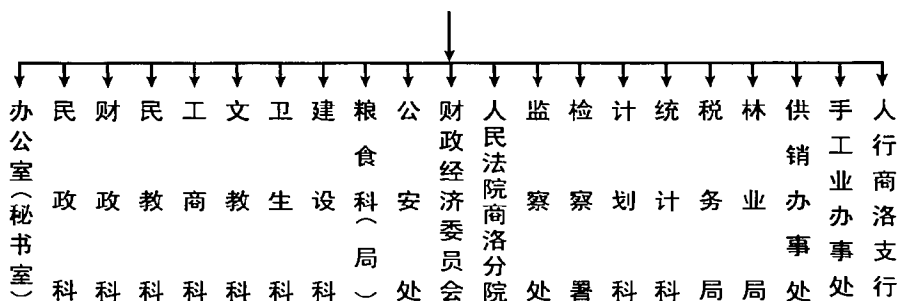 办公室（秘书室）
民政科
财政科
民教科
工商科
文教科
卫生科
建设科
粮食科（局）
公安处
财政经济委员会
人民法院商洛分院
监察处
检察署
计划科
统计科
税务局
林业局
供销办事处
手工业办事处
人行商洛支行